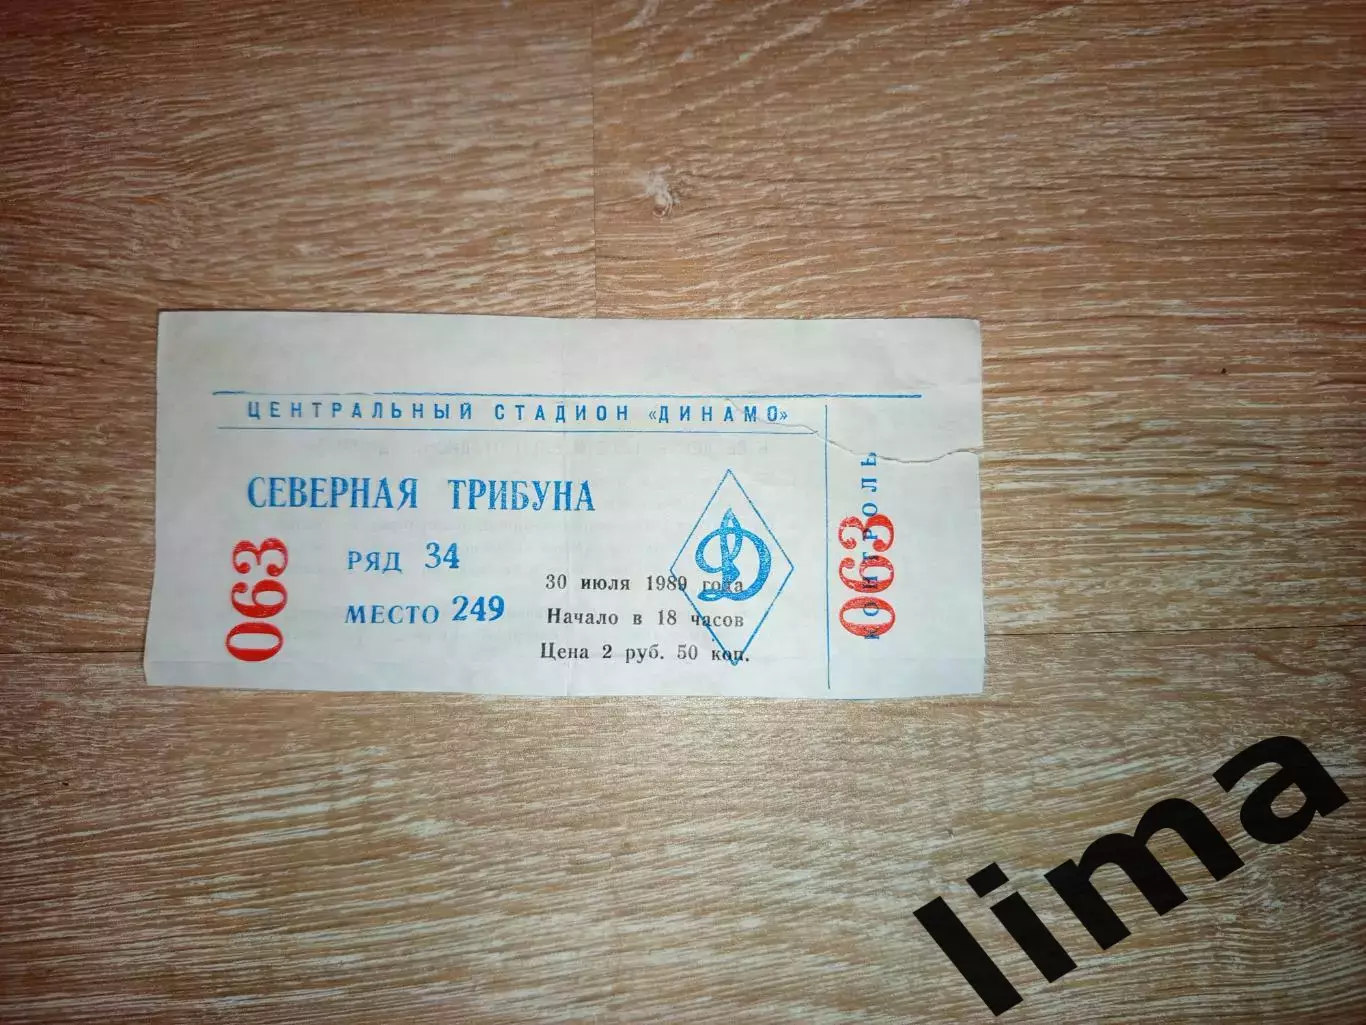 ЦЕНТРАЛЬНЫЙ СТАДИОН «ДИНАМО»
СЕВЕРНАЯ ТРИБУНА
РЯД 34
МЕСТО 249
063
30 июля 1989 года
Начало в 18 часов
Цена 2 руб. 50 коп.
Д
КОНТРОЛЬ
063
lima